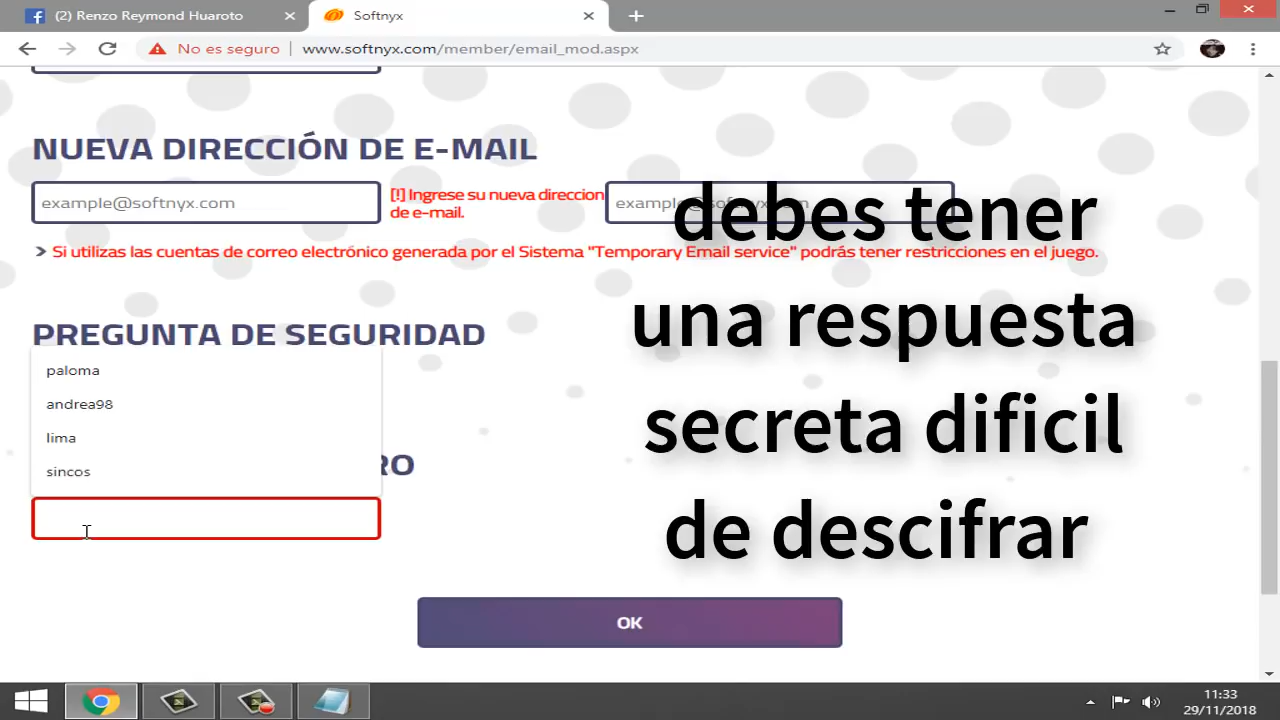 (2) Renzo Reymond Huaroto
Softnyx
No es seguro
www.softnyx.com/member/email_mod.aspx
NUEVA DIRECCIÓN DE E-MAIL
example@softnyx.com
[!] Ingrese su nueva direccion
de e-mail.
example@softnyx.com
Si utilizas las cuentas de correo electrónico generada por el Sistema "Temporary Email service" podrás tener restricciones en el juego.
PREGUNTA DE SEGURIDAD
paloma
andrea98
lima
sincos
RO
OK
debes tener
una respuesta
secreta dificil
de descifrar
11:33
29/11/2018